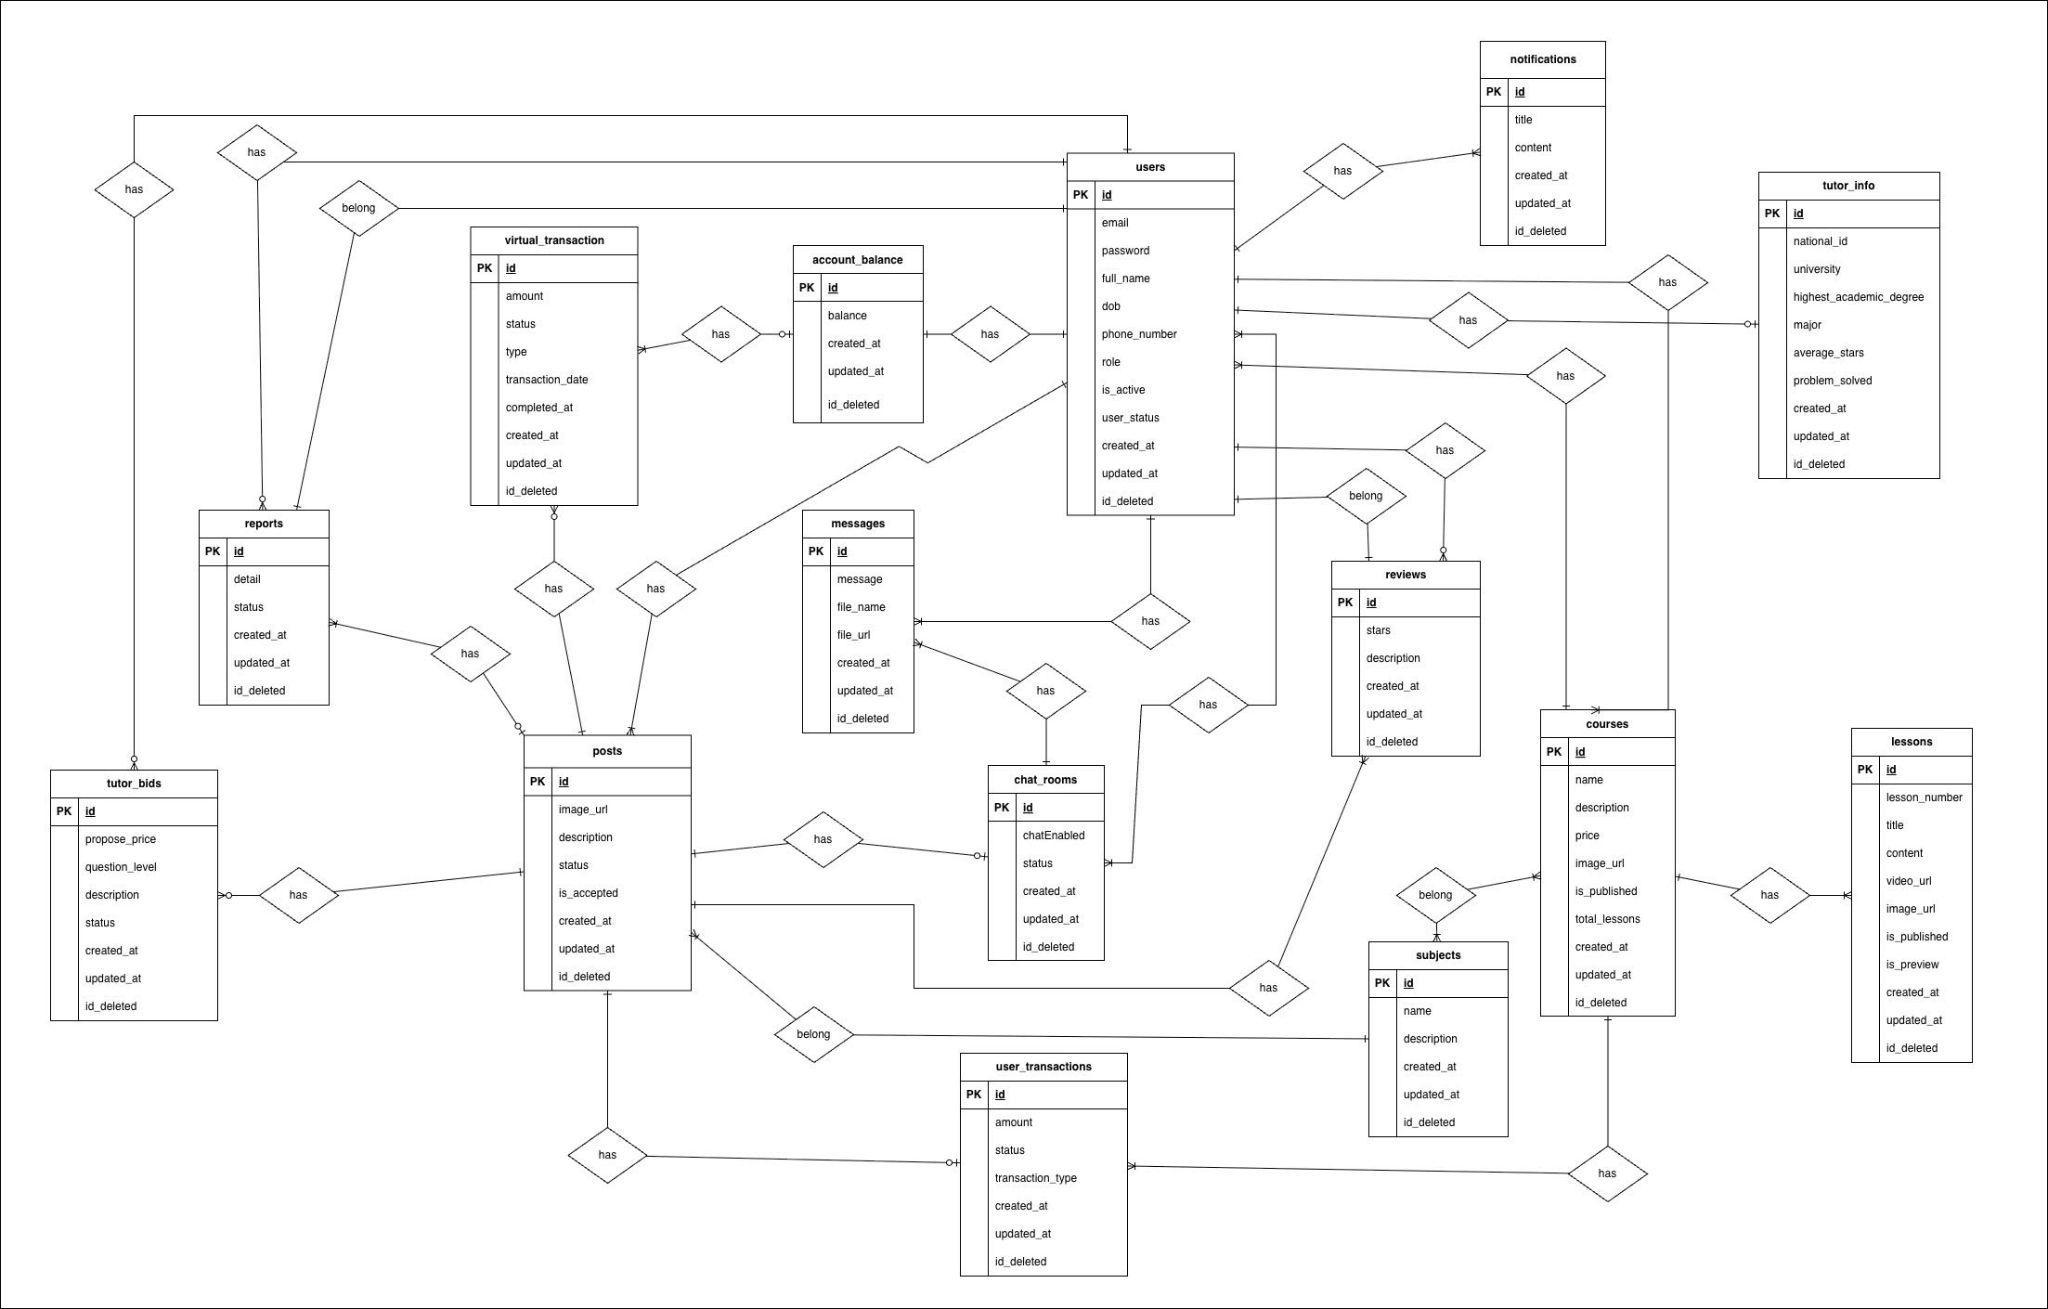 notifications
PK id
title
content
created_at
updated_at
id_deleted
has
has
has
belong
users
PK id
email
password
full_name
dob
phone_number
role
is_active
user_status
created_at
updated_at
id_deleted
has
tutor_info
PK id
national_id
university
highest_academic_degree
major
average_stars
problem_solved
created_at
updated_at
id_deleted
virtual_transaction
PK id
amount
status
type
transaction_date
completed_at
created_at
updated_at
id_deleted
has
account_balance
PK id
balance
created_at
updated_at
id_deleted
has
has
has
has
has
belong
reports
PK id
detail
status
created_at
updated_at
id_deleted
has
has
has
messages
PK id
message
file_name
file_url
created_at
updated_at
id_deleted
has
has
has
reviews
PK id
stars
description
created_at
updated_at
id_deleted
tutor_bids
PK id
propose_price
question_level
description
status
created_at
updated_at
id_deleted
has
posts
PK id
image_url
description
status
is_accepted
created_at
updated_at
id_deleted
has
chat_rooms
PK id
chatEnabled
status
created_at
updated_at
id_deleted
courses
PK id
name
description
price
image_url
is_published
total_lessons
created_at
updated_at
id_deleted
has
lessons
PK id
lesson_number
title
content
video_url
image_url
is_published
is_preview
created_at
updated_at
id_deleted
belong
has
belong
subjects
PK id
name
description
created_at
updated_at
id_deleted
has
user_transactions
PK id
amount
status
transaction_type
created_at
updated_at
id_deleted
has